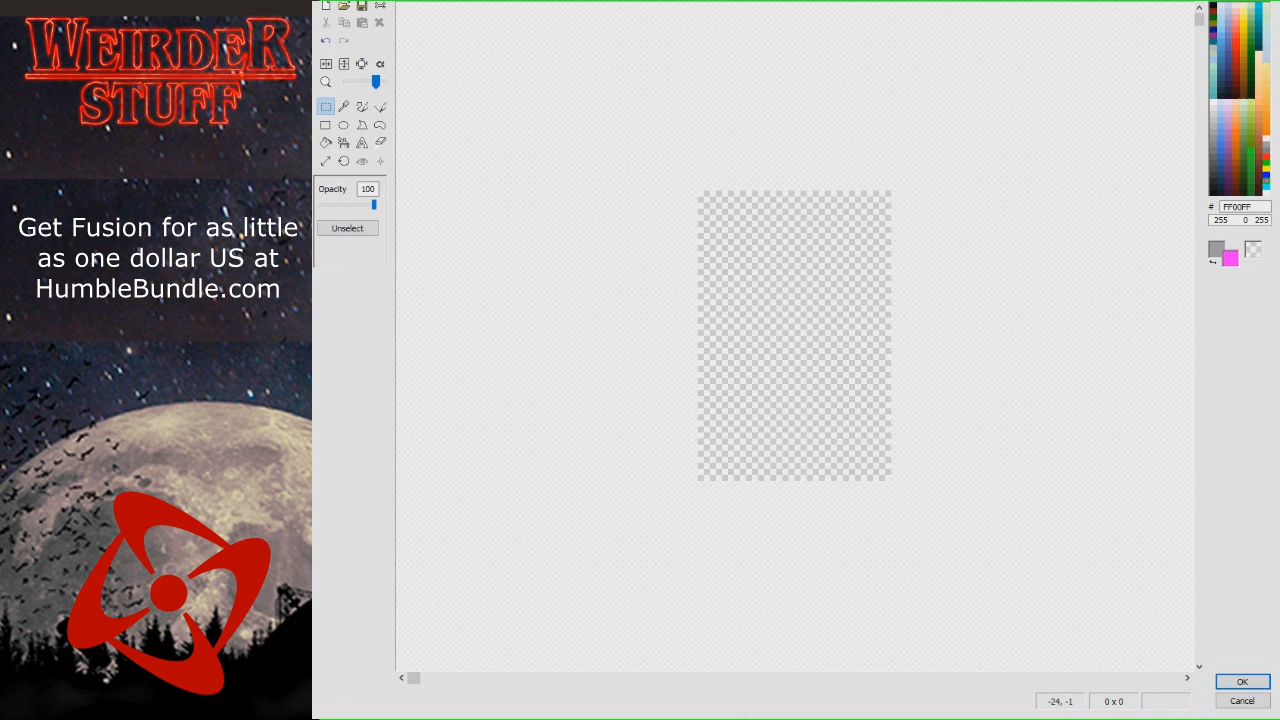 WEIRDER
STUFF
Get Fusion for as little
as one dollar US at
HumbleBundle.com
Opacity 100
Unselect
# FF00FF
255 0 255
-24, -1
0 x 0
OK
Cancel